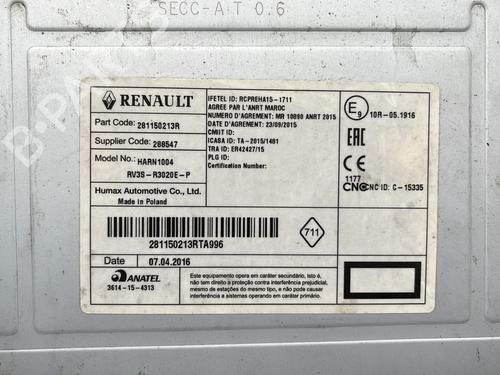 SECC-AT 0.6
RENAULT
Part Code: 281150213R
Supplier Code: 288547
Model No: HARN1004
RV3S-R3020E-P
Humax Automotive Co., Ltd.
Made in Poland
IFETEL ID: RCPREHA15-1711
AGREE PAR L'ANRT MAROC
NUMERO D'AGREMENT: MR 10890 ANRT 2015
DATE D'AGREMENT: 23/09/2015
CMIIT ID:
ICASA ID: TA-2015/1481
TRA ID: ER42427/15
PLG ID:
Certification Number:
E9 10R-05.1916
EAC
CE
1177
CNC CNC ID: C-15335
281150213RTA996
711
Date 07.04.2016
ANATEL
3614-15-4313
Este equipamento opera em caráter secundário, isto é,
não tem direito a proteção contra interferência prejudicial,
mesmo de estações do mesmo tipo, e não pode causar
interferência a sistemas operando em caráter primário.
B-PARTS